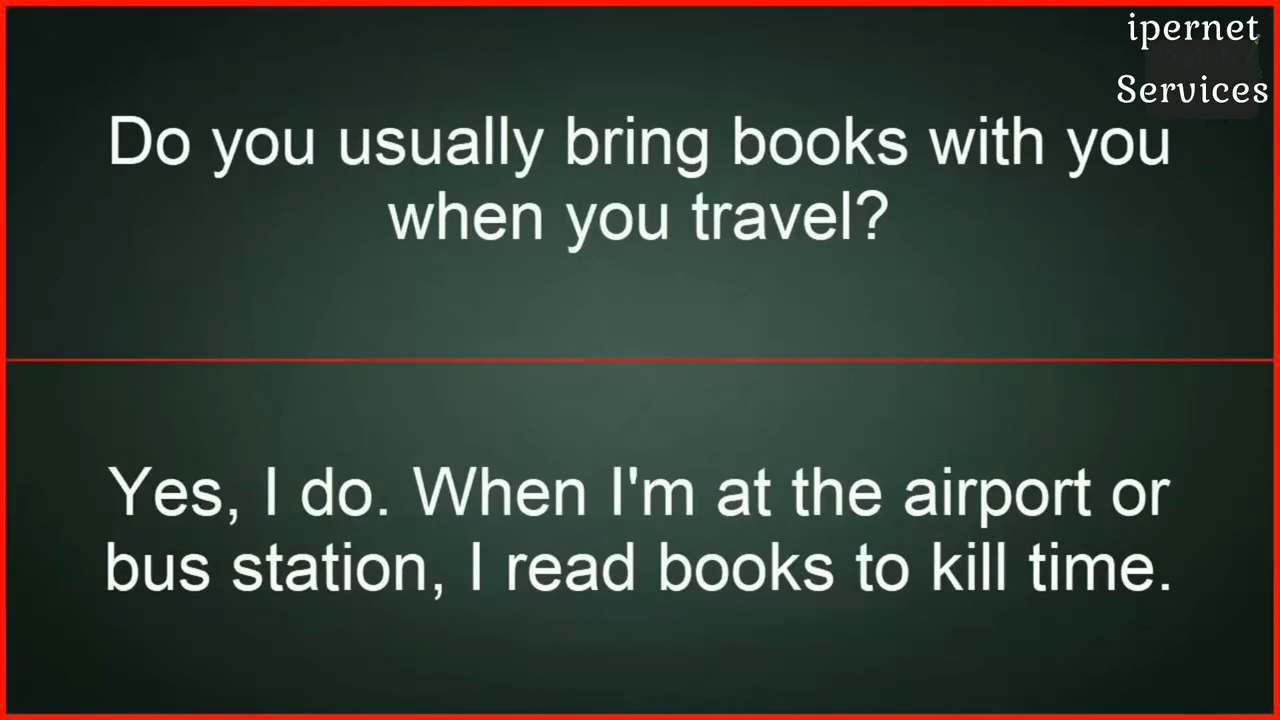 ipernet
Services
Do you usually bring books with you
when you travel?
Yes, I do. When I'm at the airport or
bus station, I read books to kill time.